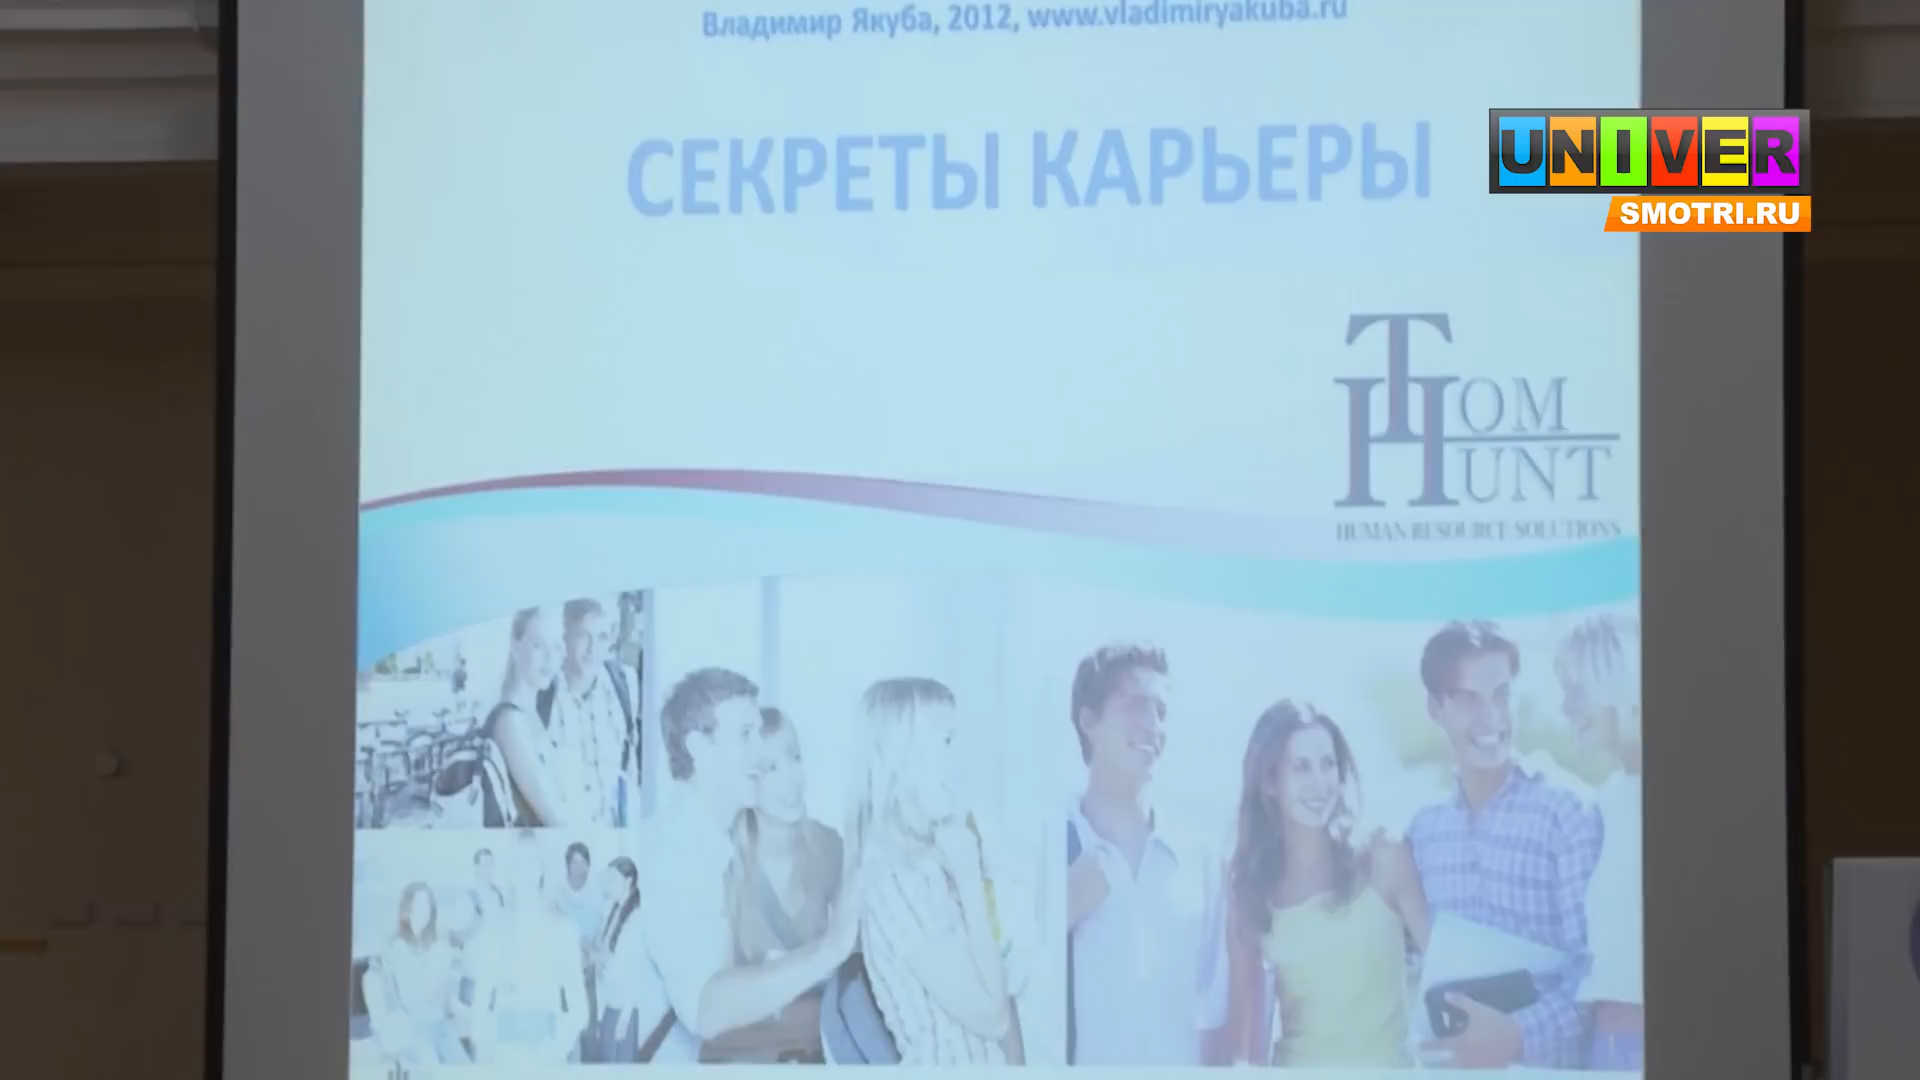 Владимир Якуба, 2012, www.vladimiryakuba.ru
СЕКРЕТЫ КАРЬЕРЫ
UNIVER
SMOTRI.RU
TOM
HUNT
HUMAN RESOURCE SOLUTIONS